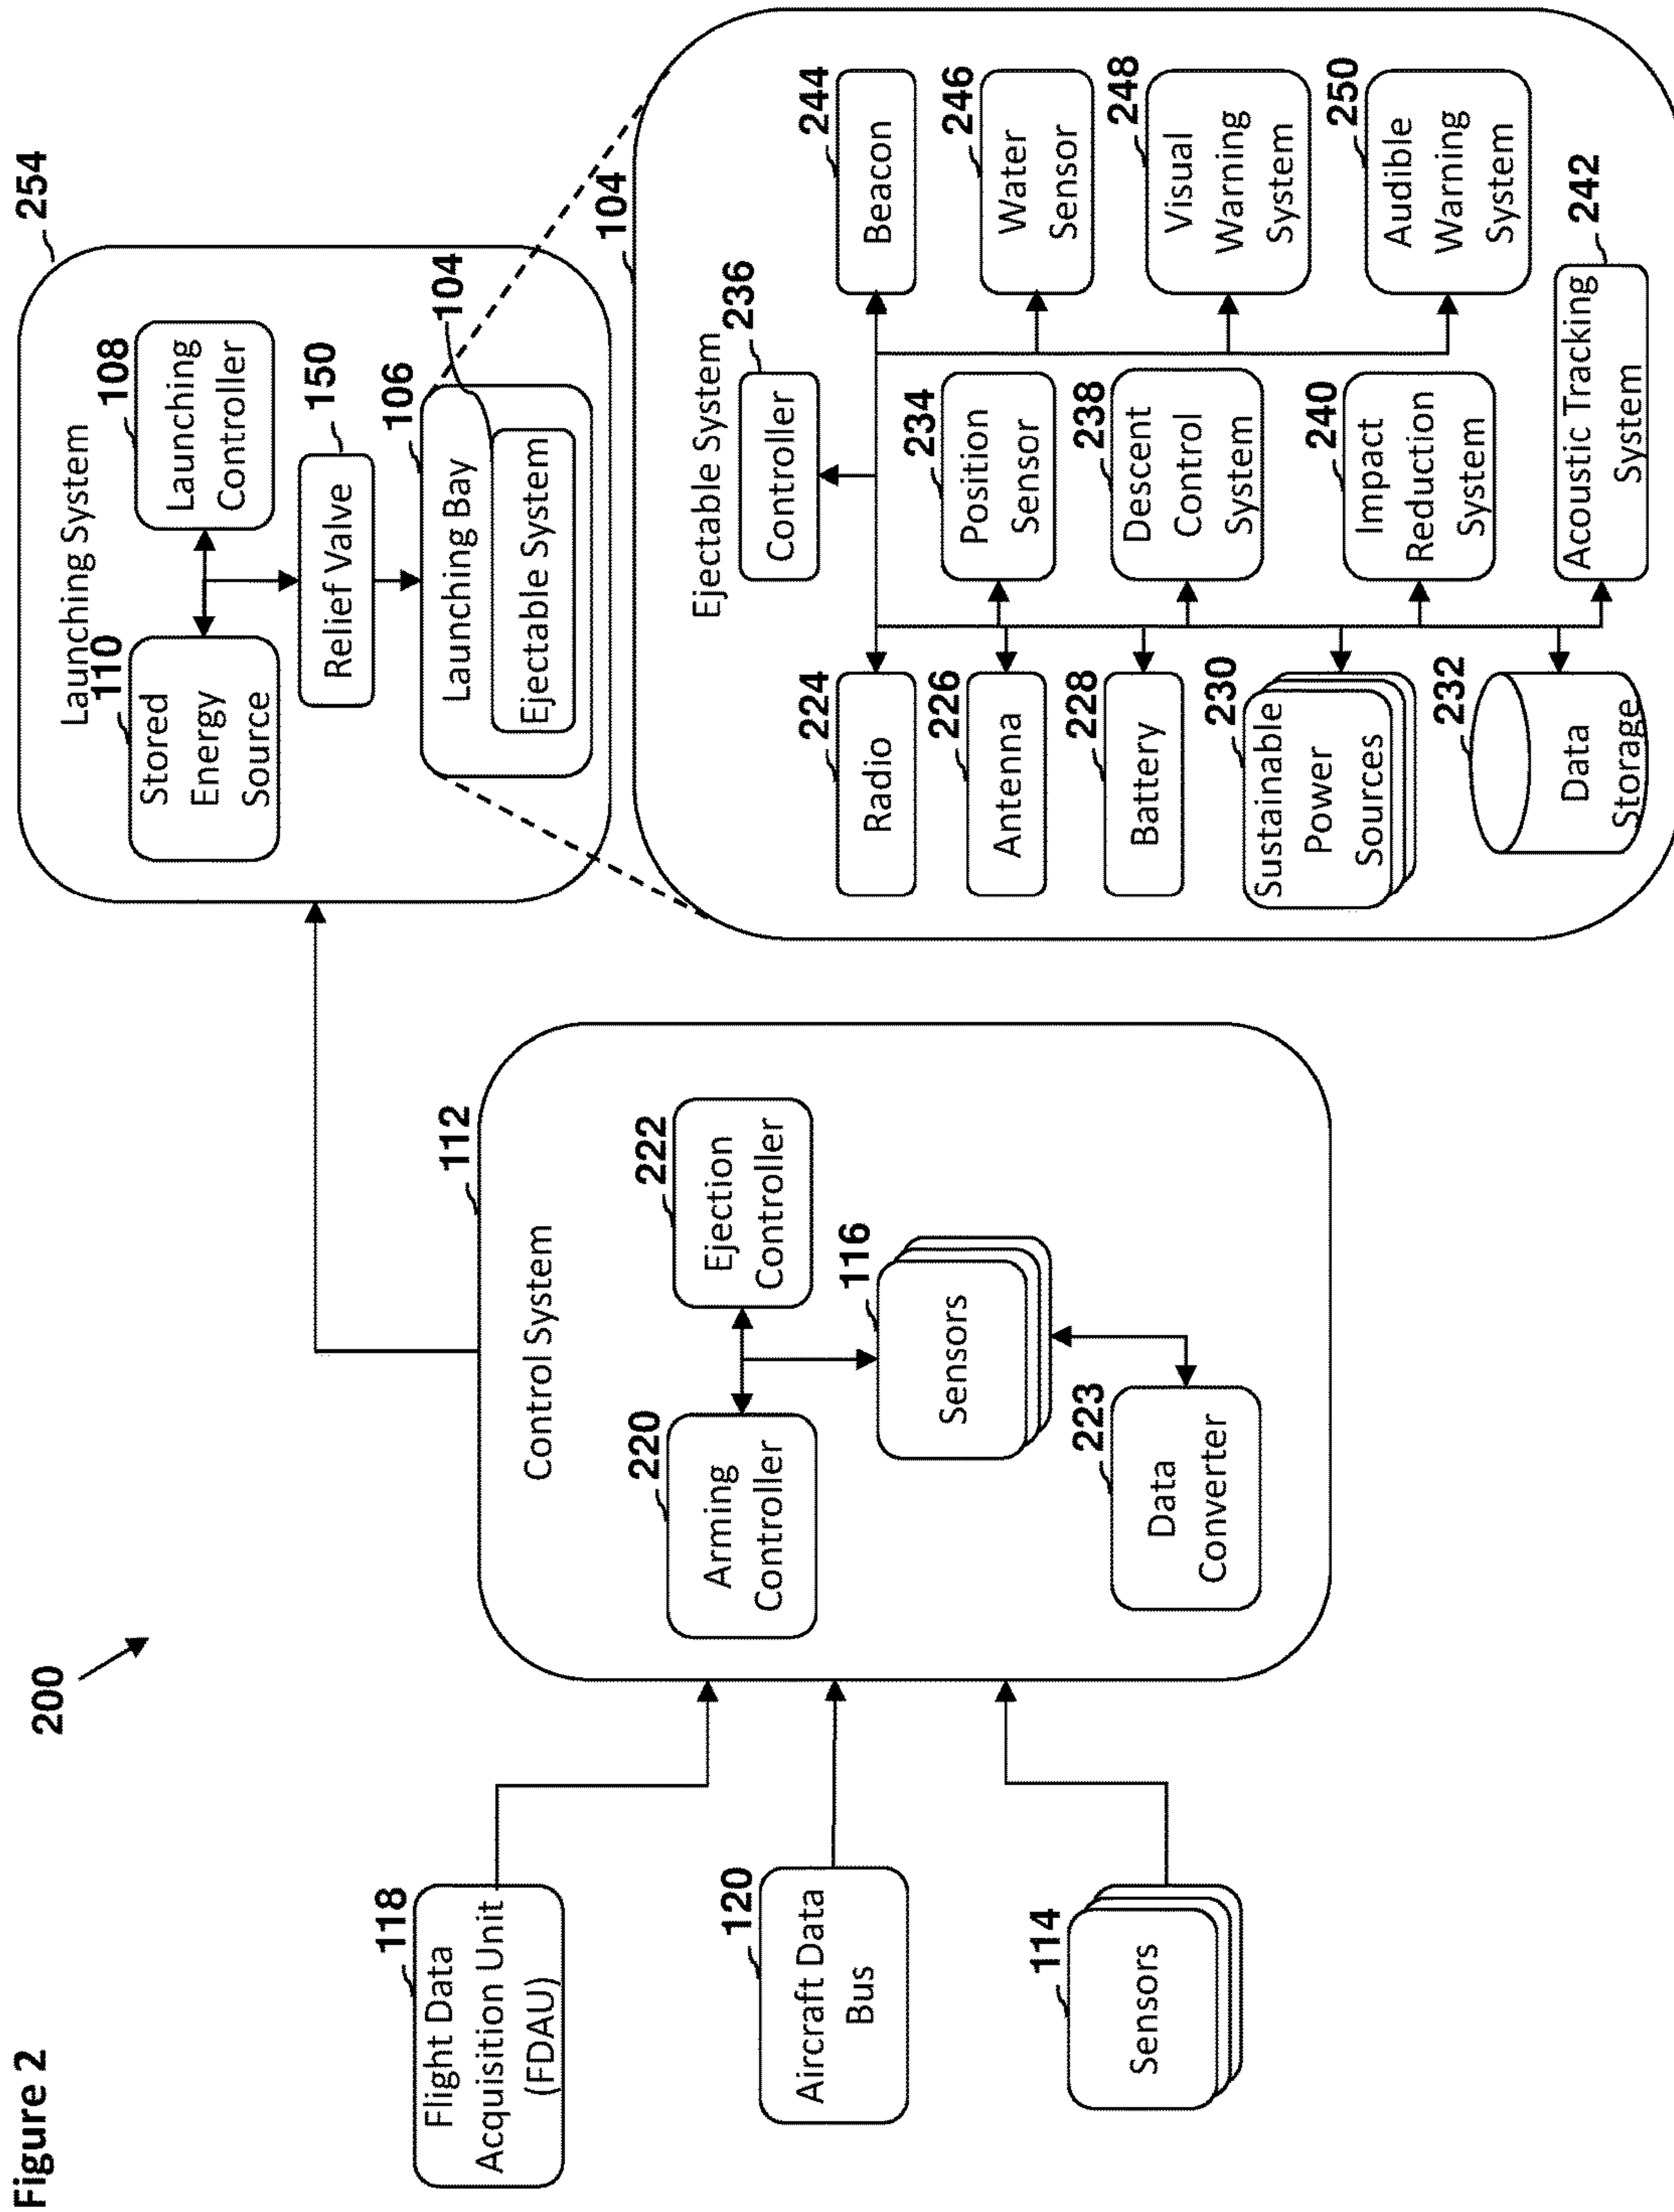 Figure 2
200
118
Flight Data
Acquisition Unit
(FDAU)
120
Aircraft Data
Bus
114
Sensors
112
Control System
220
Arming
Controller
222
Ejection
Controller
116
Sensors
223
Data
Converter
254
Launching System
110
Stored
Energy
Source
108
Launching
Controller
150
Relief Valve
106
Launching Bay
104
Ejectable System
104
Ejectable System
236
Controller
224
Radio
226
Antenna
228
Battery
230
Sustainable
Power
Sources
232
Data
Storage
234
Position
Sensor
238
Descent
Control
System
240
Impact
Reduction
System
242
Acoustic Tracking
System
244
Beacon
246
Water
Sensor
248
Visual
Warning
System
250
Audible
Warning
System